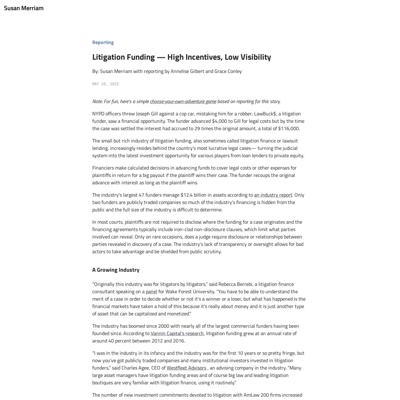 Susan Merriam
Reporting
Litigation Funding — High Incentives, Low Visibility
By: Susan Merriam with reporting by Annelise Gilbert and Grace Conley
MAY 20, 2022
Note: For fun, here's a simple choose-your-own-adventure game based on reporting for this story.
NYPD officers threw Joseph Gill against a cop car, mistaking him for a robber. LawBuck$, a litigation
funder, saw a financial opportunity. The funder advanced $4,000 to Gill for legal costs but by the time
the case was settled the interest had accrued to 29 times the original amount, a total of $116,000.
The small but rich industry of litigation funding, also sometimes called litigation finance or lawsuit
lending, increasingly resides behind the country's most lucrative legal cases— turning the judicial
system into the latest investment opportunity for various players from loan lenders to private equity.
Financiers make calculated decisions in advancing funds to cover legal costs or other expenses for
plaintiffs in return for a big payoff if the plaintiff wins their case. The funder recoups the original
advance with interest as long as the plaintiff wins.
The industry's largest 47 funders manage $12.4 billion in assets according to an industry report. Only
two funders are publicly traded companies so much of the industry's financing is hidden from the
public and the full size of the industry is difficult to determine.
In most courts, plaintiffs are not required to disclose where the funding for a case originates and the
financing agreements typically include iron-clad non-disclosure clauses, which limit what parties
involved can reveal. Only on rare occasions, does a judge require disclosure or relationships between
parties revealed in discovery of a case. The industry's lack of transparency or oversight allows for bad
actors to take advantage and be shielded from public scrutiny.
A Growing Industry
"Originally this industry was for litigators by litigators," said Rebecca Berrels, a litigation finance
consultant speaking on a panel for Wake Forest University. "You have to be able to understand the
merit of a case in order to decide whether or not it's a winner or a loser, but what has happened is the
financial markets have taken a hold of this because it's really about money and it is just another type
of asset that can be capitalized and monetized."
The industry has boomed since 2000 with nearly all of the largest commercial funders having been
founded since. According to Vannin Capital's research, litigation funding grew at an annual rate of
around 40 percent between 2012 and 2016.
"I was in the industry in its infancy and the industry was for the first 10 years or so pretty fringe, but
now you've got publicly traded companies and many institutional investors invested in litigation
funders," said Charles Agee, CEO of Westfleet Advisors , an advising company in the industry. "Many
large asset managers have litigation funding areas and of course big law and leading litigation
boutiques are very familiar with litigation finance, using it routinely."
The number of new investment commitments devoted to litigation with AmLaw 200 firms increased